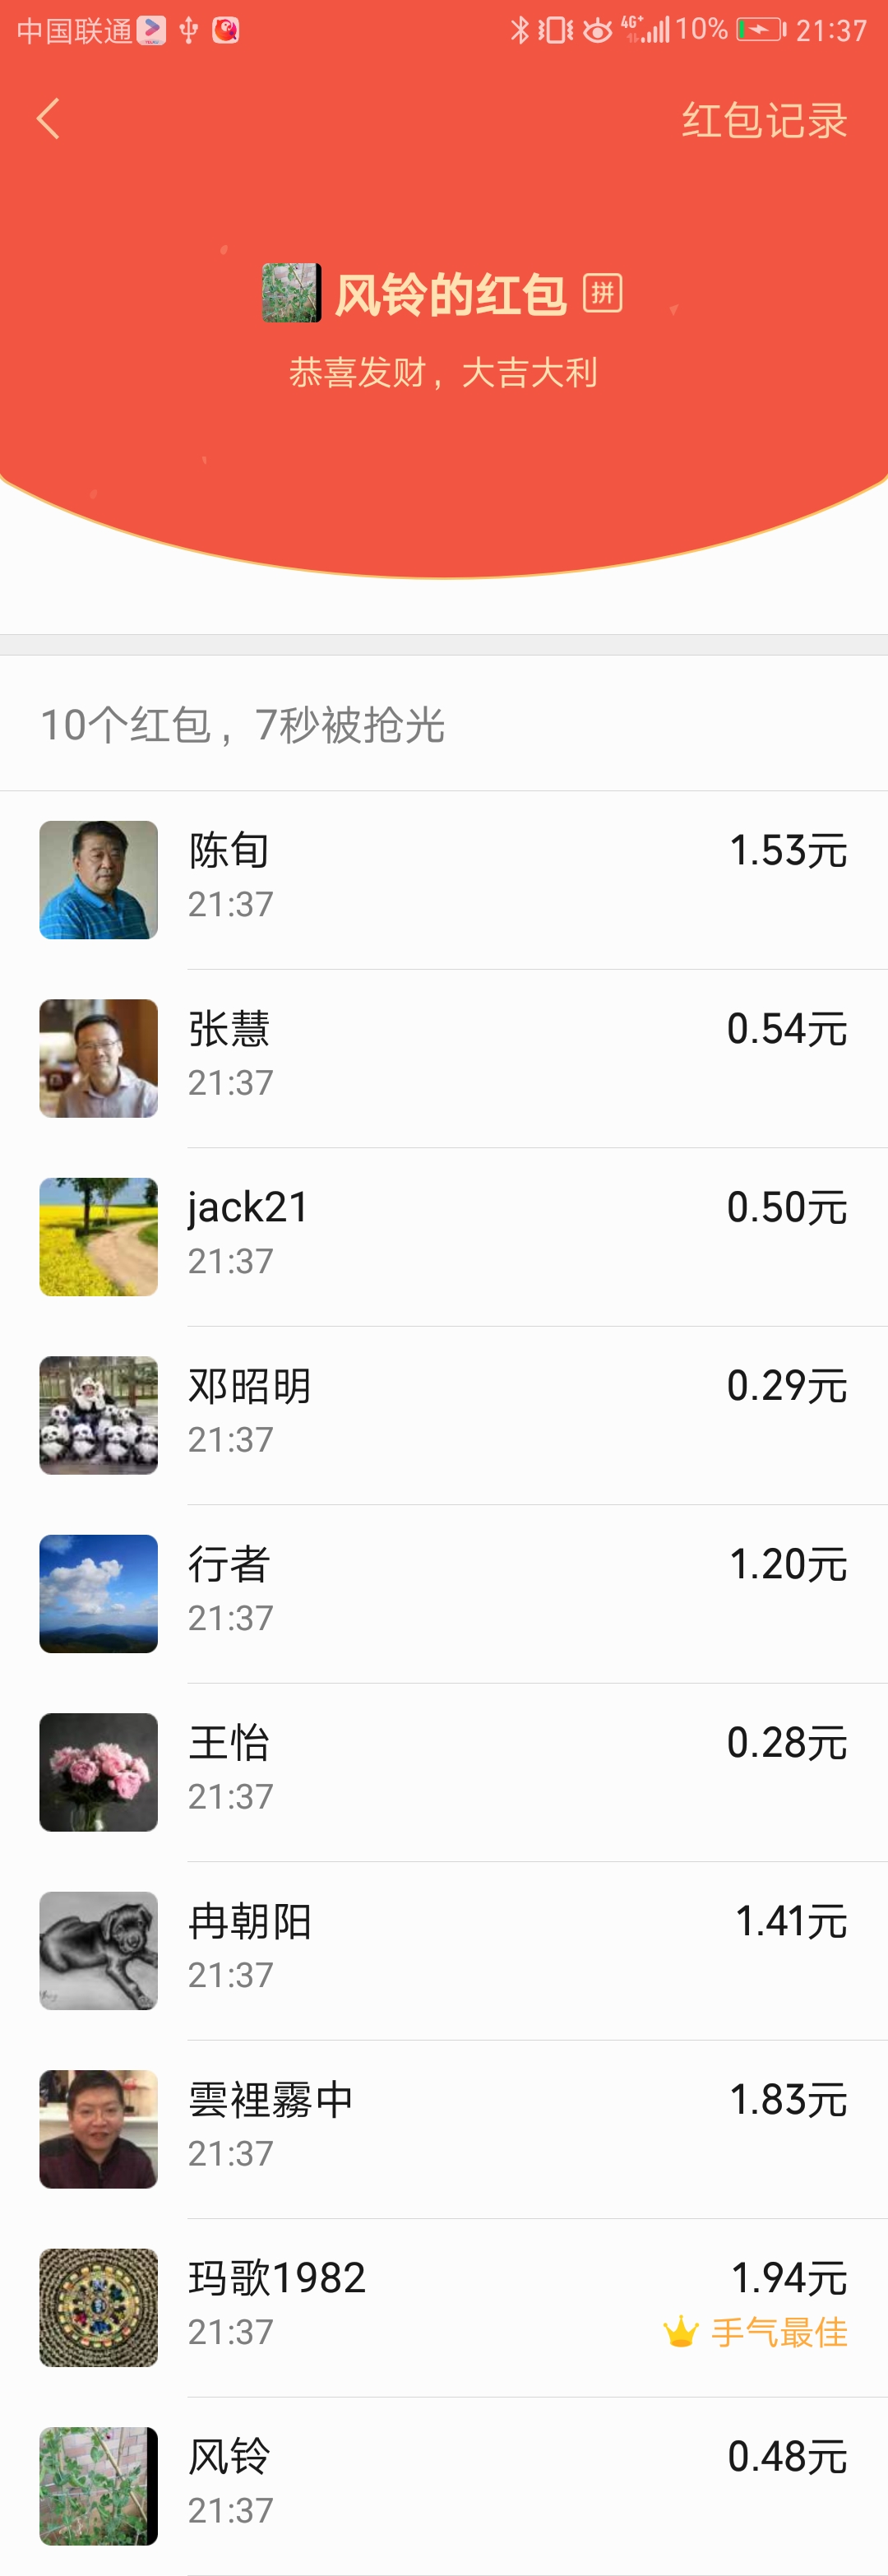 中国联通 4G+ 10% 21:37
红包记录
风铃的红包 拼
恭喜发财，大吉大利
10个红包，7秒被抢光
陈旬 1.53元
21:37
张慧 0.54元
21:37
jack21 0.50元
21:37
邓昭明 0.29元
21:37
行者 1.20元
21:37
王怡 0.28元
21:37
冉朝阳 1.41元
21:37
雲裡霧中 1.83元
21:37
玛歌1982 1.94元
21:37 手气最佳
风铃 0.48元
21:37